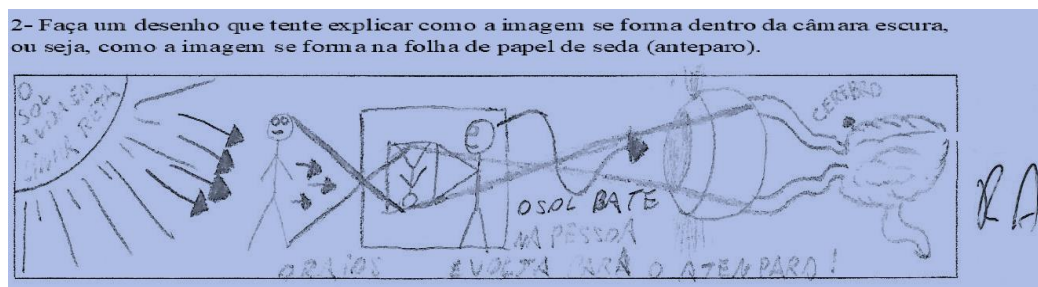 2- Faça um desenho que tente explicar como a imagem se forma dentro da câmara escura,
ou seja, como a imagem se forma na folha de papel de seda (anteparo).
O
SOL
EM
LINHA RETA
CEREBRO
O SOL BATE
NA PESSOA
O RAIOS E VOLTA PARA O ATENPARO!
RA